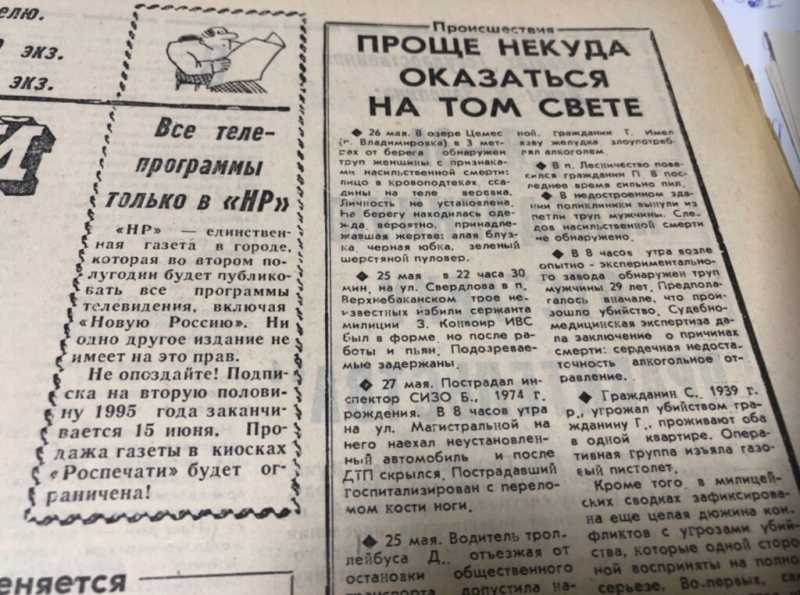 елю.
экз.
экз.
Все теле-
программы
только в «НР»
«НР» — единствен-
ная газета в городе,
которая во втором по-
лугодии будет публико-
вать все программы
телевидения, включая
«Новую Россию». Ни
одно другое издание не
имеет на это прав.
Не опоздайте! Подпи-
ска на вторую полови-
ну 1995 года заканчи-
вается 15 июня. Про-
дажа газеты в киосках
«Роспечати» будет ог-
раничена!
еняется
Происшествия
ПРОЩЕ НЕКУДА
ОКАЗАТЬСЯ
НА ТОМ СВЕТЕ
◆ 26 мая. В озере Цемес
(п. Владимировка) в 3 мет-
рах от берега обнаружен
труп женщины с признака-
ми насильственной смерти:
лицо в кровоподтеках, сса-
дины на теле веревка.
Личность не установлена.
На берегу находилась оде-
жда, вероятно, принадле-
жавшая жертве: алая блуз-
ка, черная юбка, зеленый
шерстяной пуловер.
◆ 25 мая в 22 часа 30
мин. на ул. Свердлова в п.
Верхнебаканском трое не-
известных избили сержанта
милиции З. Конвоир ИВС
был в форме, но после ра-
боты и пьян. Подозревае-
мые задержаны.
◆ 27 мая. Пострадал ин-
спектор СИЗО Б., 1974 г.
рождения. В 8 часов утра
на ул. Магистральной на
него наехал неустановлен-
ный автомобиль и после
ДТП скрылся. Пострадавший
госпитализирован с перело-
мом кости ноги.
◆ 25 мая. Водитель трол-
лейбуса Д., отъезжая от
остановки общественного
транспорта допустила на-
ной. гражданин Т. Имел
язву желудка, злоупотреб-
лял алкоголем.
◆ В п. Лесничество пове-
сился гражданин П. В пос-
леднее время сильно пил.
◆ В недостроенном зда-
нии поликлиники вынули из
петли труп мужчины. Сле-
дов насильственной смерти
не обнаружено.
◆ В 8 часов утра возле
опытно-экспериментально-
го завода обнаружен труп
мужчины 29 лет. Предпола-
галось вначале, что прои-
зошло убийство. Судебно-
медицинская экспертиза да-
ла заключение о причинах
смерти: сердечная недоста-
точность алкогольное от-
равление.
◆ Гражданин С., 1939 г.
р., угрожал убийством гра-
жданину Г., проживают оба
в одной квартире. Опера-
тивная группа изъяла газо-
вый пистолет.
Кроме того в милицей-
ских сводках зафиксирова-
на еще целая дюжина кон-
фликтов с угрозами убий-
ства, которые одной сторо-
ной восприняты на полно
серьезе. Во-первых,